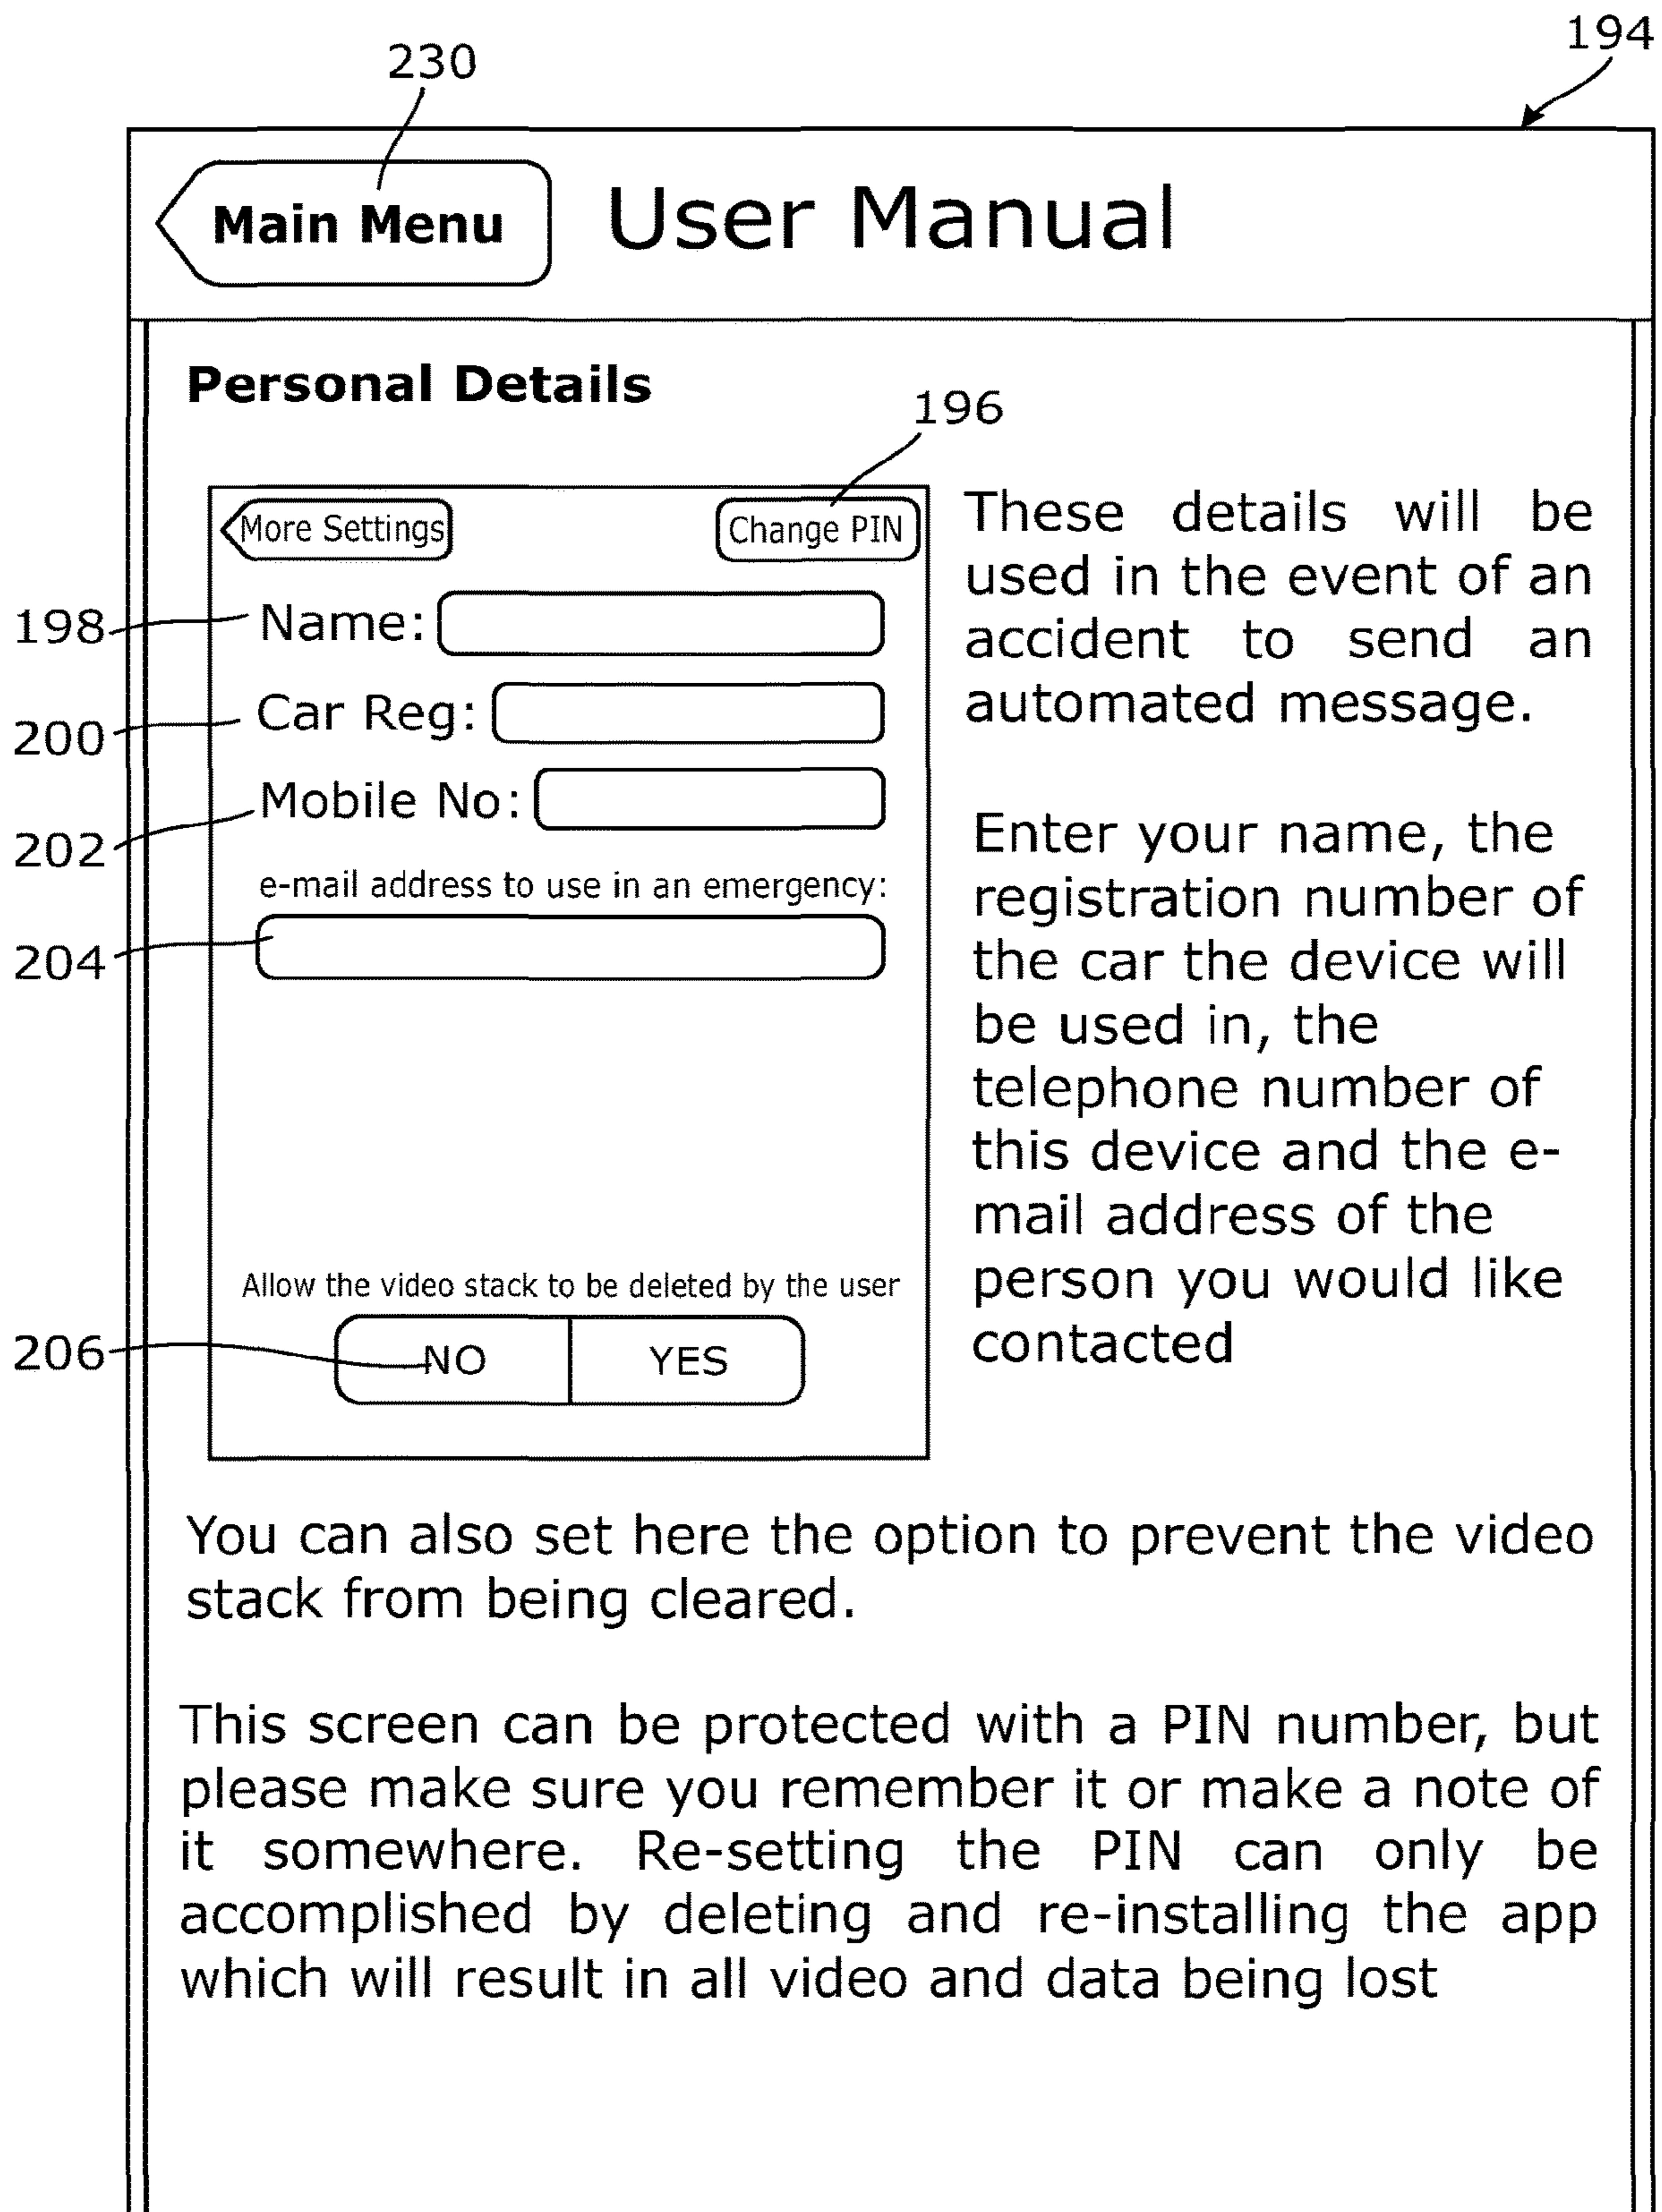 194
230
Main Menu
User Manual
Personal Details
196
More Settings
Change PIN
198
Name:
200
Car Reg:
202
Mobile No:
e-mail address to use in an emergency:
204
Allow the video stack to be deleted by the user
206
NO
YES
These details will be
used in the event of an
accident to send an
automated message.
Enter your name, the
registration number of
the car the device will
be used in, the
telephone number of
this device and the e-
mail address of the
person you would like
contacted
You can also set here the option to prevent the video
stack from being cleared.
This screen can be protected with a PIN number, but
please make sure you remember it or make a note of
it somewhere. Re-setting the PIN can only be
accomplished by deleting and re-installing the app
which will result in all video and data being lost